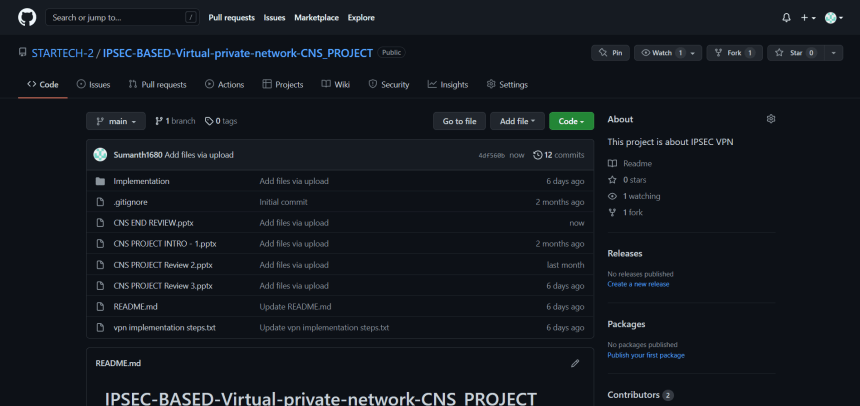 Search or jump to... / Pull requests Issues Marketplace Explore
STARTECH-2 / IPSEC-BASED-Virtual-private-network-CNS_PROJECT Public Pin Watch 1 Fork 1 Star 0
Code Issues Pull requests Actions Projects Wiki Security Insights Settings
main 1 branch 0 tags Go to file Add file Code
Sumanth1680 Add files via upload 4df560b now 12 commits
Implementation Add files via upload 6 days ago
.gitignore Initial commit 2 months ago
CNS END REVIEW.pptx Add files via upload now
CNS PROJECT INTRO - 1.pptx Add files via upload 2 months ago
CNS PROJECT Review 2.pptx Add files via upload last month
CNS PROJECT Review 3.pptx Add files via upload 6 days ago
README.md Update README.md 6 days ago
vpn implementation steps.txt Update vpn implementation steps.txt 6 days ago
README.md
IPSEC-BASED-Virtual-private-network-CNS_PROJECT
About
This project is about IPSEC VPN
Readme
0 stars
1 watching
1 fork
Releases
No releases published
Create a new release
Packages
No packages published
Publish your first package
Contributors 2